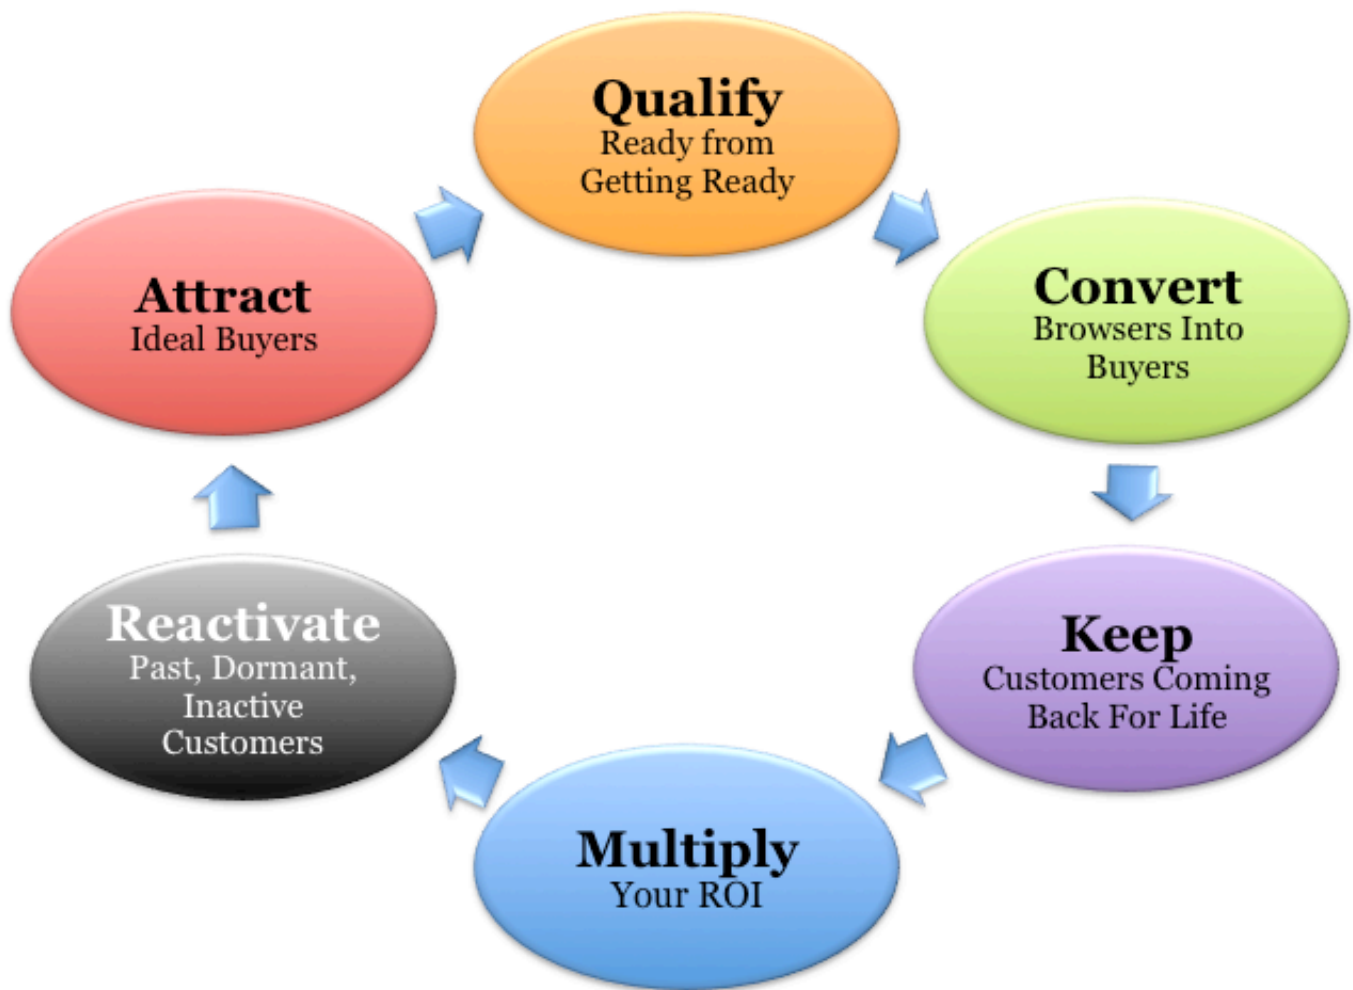 Qualify
Ready from
Getting Ready
Attract
Ideal Buyers
Convert
Browsers Into
Buyers
Reactivate
Past, Dormant,
Inactive
Customers
Keep
Customers Coming
Back For Life
Multiply
Your ROI